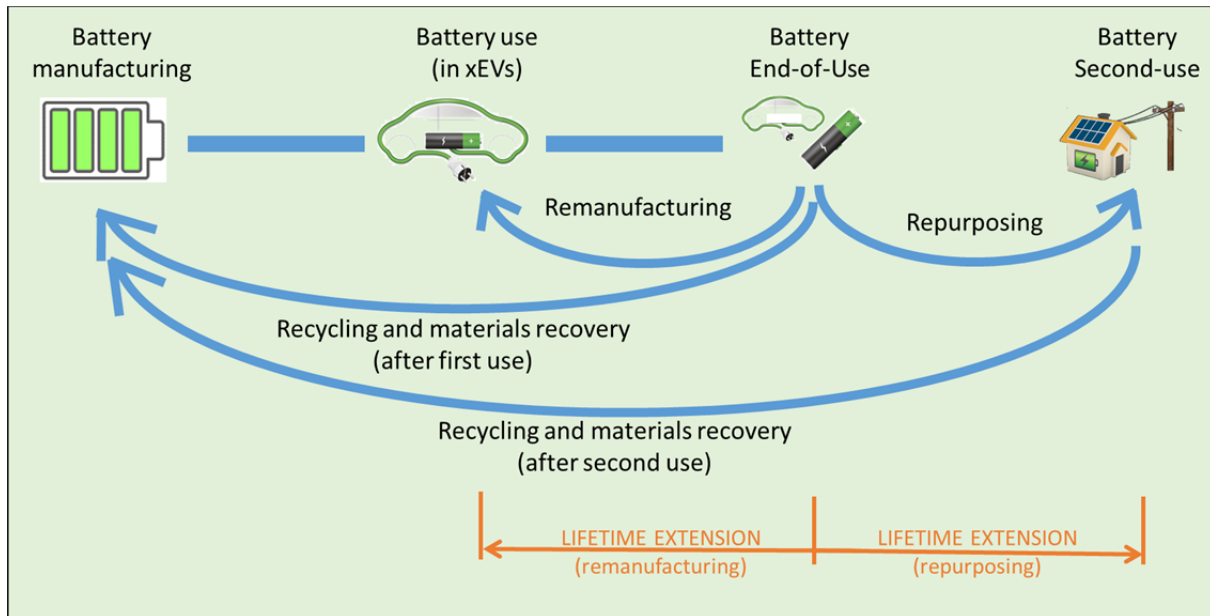 Battery
manufacturing
Battery use
(in xEVs)
Battery
End-of-Use
Battery
Second-use
Remanufacturing
Repurposing
Recycling and materials recovery
(after first use)
Recycling and materials recovery
(after second use)
LIFETIME EXTENSION
(remanufacturing)
LIFETIME EXTENSION
(repurposing)